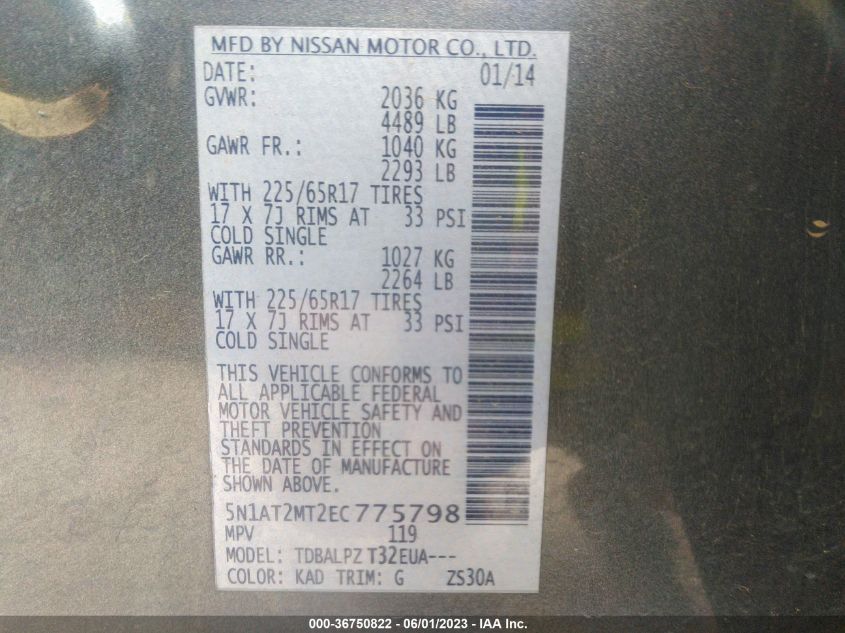 MFD BY NISSAN MOTOR CO., LTD.
DATE: 01/14
GVWR: 2036 KG
4489 LB
GAWR FR.: 1040 KG
2293 LB
WITH 225/65R17 TIRES
17 X 7J RIMS AT 33 PSI
COLD SINGLE
GAWR RR.: 1027 KG
2264 LB
WITH 225/65R17 TIRES
17 X 7J RIMS AT 33 PSI
COLD SINGLE
THIS VEHICLE CONFORMS TO
ALL APPLICABLE FEDERAL
MOTOR VEHICLE SAFETY AND
THEFT PREVENTION
STANDARDS IN EFFECT ON
THE DATE OF MANUFACTURE
SHOWN ABOVE.
5N1AT2MT2EC775798
MPV 119
MODEL: TDBALPZ T32EUA---
COLOR: KAD TRIM: G ZS30A
000-36750822 - 06/01/2023 - IAA Inc.